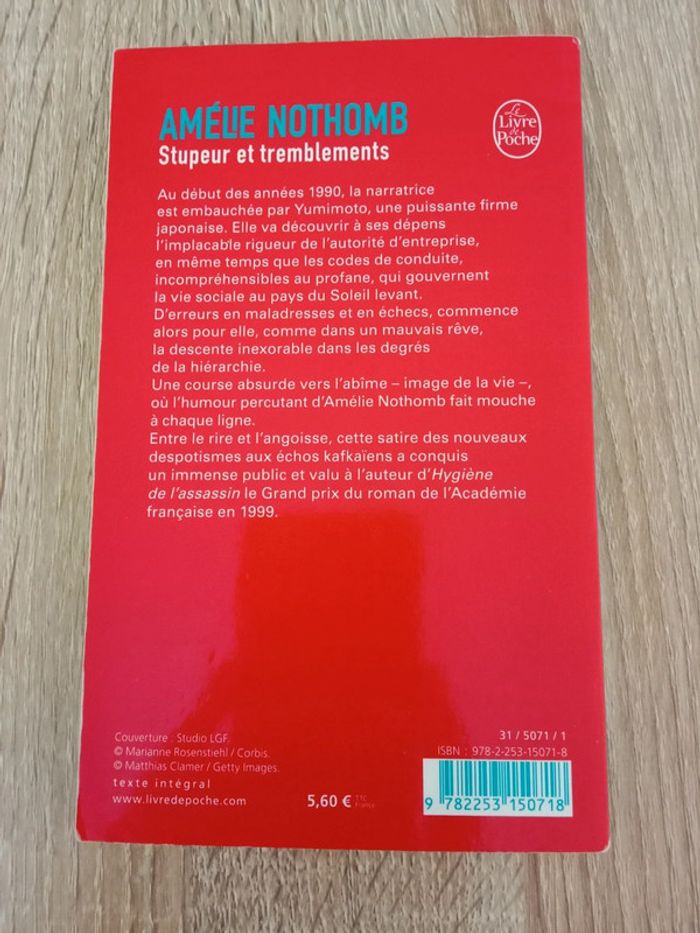 AMÉLIE NOTHOMB
Stupeur et tremblements
Le
Livre
de
Poche
Au début des années 1990, la narratrice
est embauchée par Yumimoto, une puissante firme
japonaise. Elle va découvrir à ses dépens
l'implacable rigueur de l'autorité d'entreprise,
en même temps que les codes de conduite,
incompréhensibles au profane, qui gouvernent
la vie sociale au pays du Soleil levant.
D'erreurs en maladresses et en échecs, commence
alors pour elle, comme dans un mauvais rêve,
la descente inexorable dans les degrés
de la hiérarchie.
Une course absurde vers l'abîme – image de la vie –,
où l'humour percutant d'Amélie Nothomb fait mouche
à chaque ligne.
Entre le rire et l'angoisse, cette satire des nouveaux
despotismes aux échos kafkaïens a conquis
un immense public et valu à l'auteur d'Hygiène
de l'assassin le Grand prix du roman de l'Académie
française en 1999.
Couverture : Studio LGF.
© Marianne Rosenstiehl / Corbis.
© Matthias Clamer / Getty Images.
texte intégral
www.livredepoche.com
5,60 € TTC
France
31 / 5071 / 1
ISBN : 978-2-253-15071-8
9 782253 150718